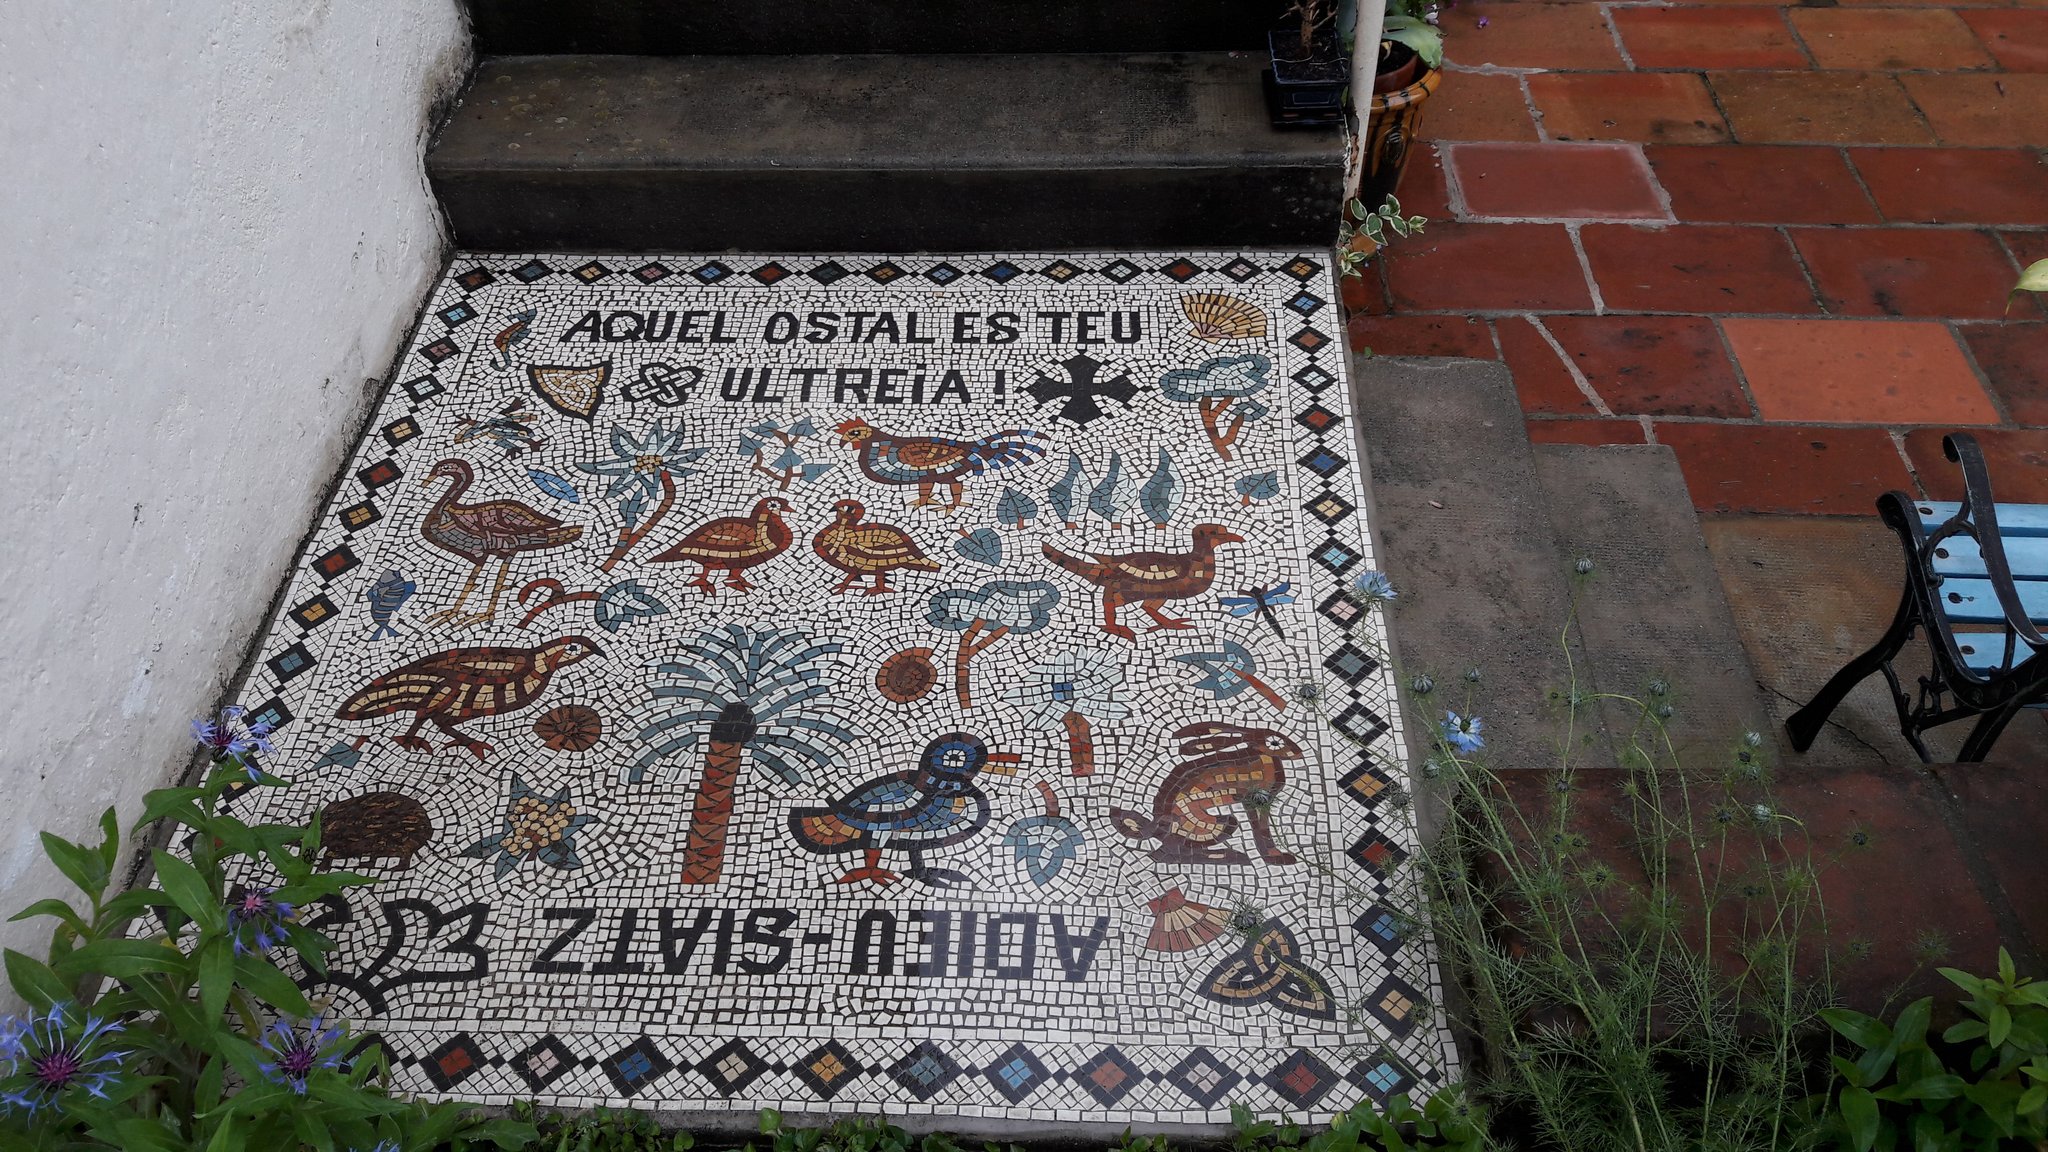 AQUEL OSTAL ES TEU
ULTREiA !
ADIEU-SIATZ